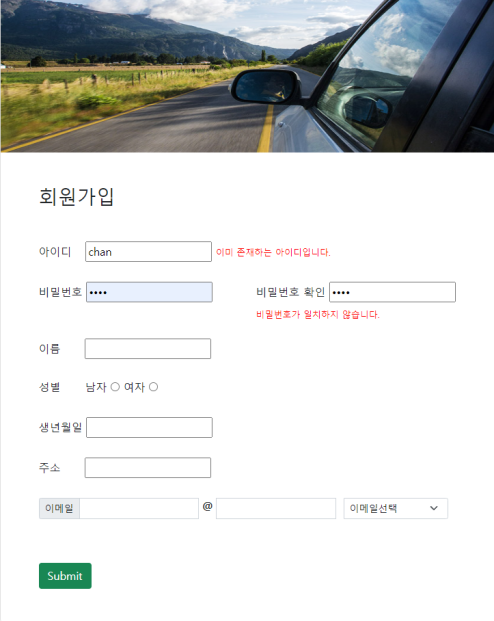 회원가입
아이디 chan 이미 존재하는 아이디입니다.
비밀번호 •••• 비밀번호 확인 ••••
비밀번호가 일치하지 않습니다.
이름
성별 남자 여자
생년월일
주소
이메일 @ 이메일선택
Submit